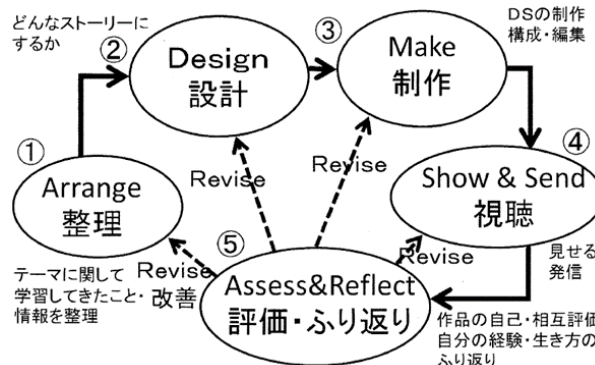 どんなストーリーに
するか
②
Design
設計
③
Make
制作
DSの制作
構成・編集
①
Arrange
整理
Revise
Revise
④
Show & Send
視聴
⑤
Assess&Reflect
評価・ふり返り
Revise
改善
Revise
見せる
発信
テーマに関して
学習してきたこと・
情報を整理
作品の自己・相互評価
自分の経験・生き方の
ふり返り